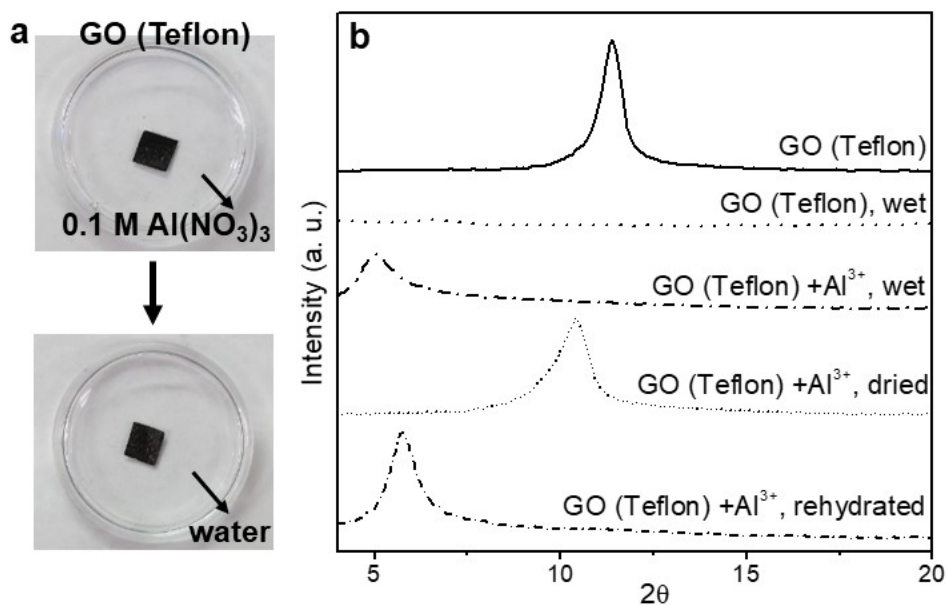 a
GO (Teflon)
0.1 M Al(NO₃)₃
water
b
GO (Teflon)
GO (Teflon), wet
GO (Teflon) +Al³⁺, wet
GO (Teflon) +Al³⁺, dried
GO (Teflon) +Al³⁺, rehydrated
Intensity (a. u.)
5 10 15 20
2θ